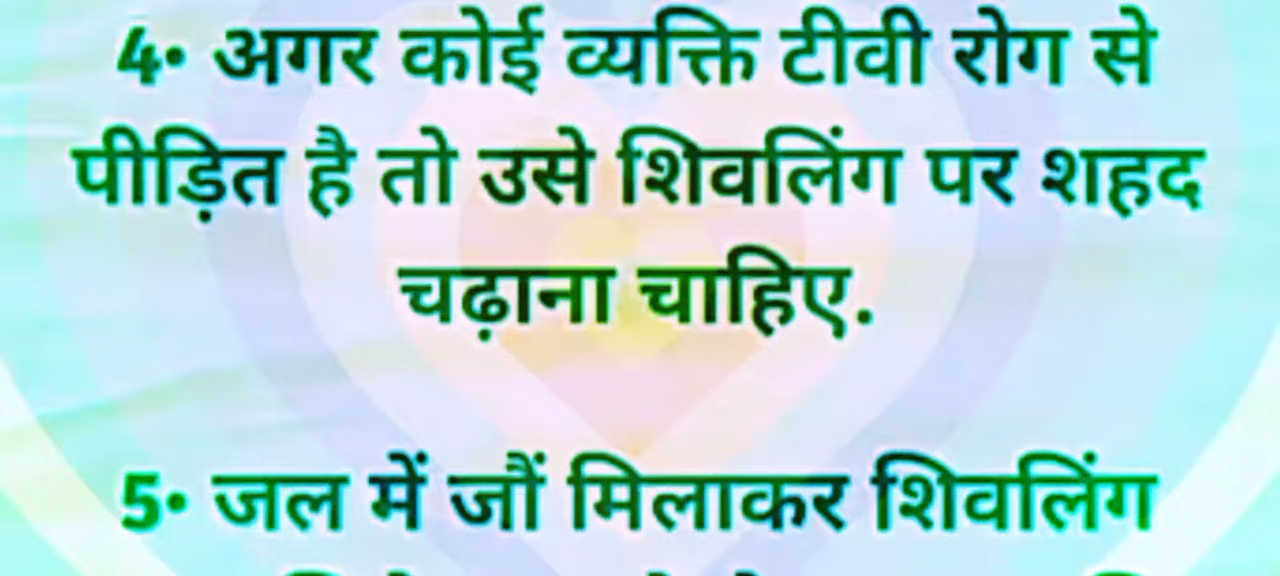 4• अगर कोई व्यक्ति टीवी रोग से
पीड़ित है तो उसे शिवलिंग पर शहद
चढ़ाना चाहिए.
5• जल में जौं मिलाकर शिवलिंग